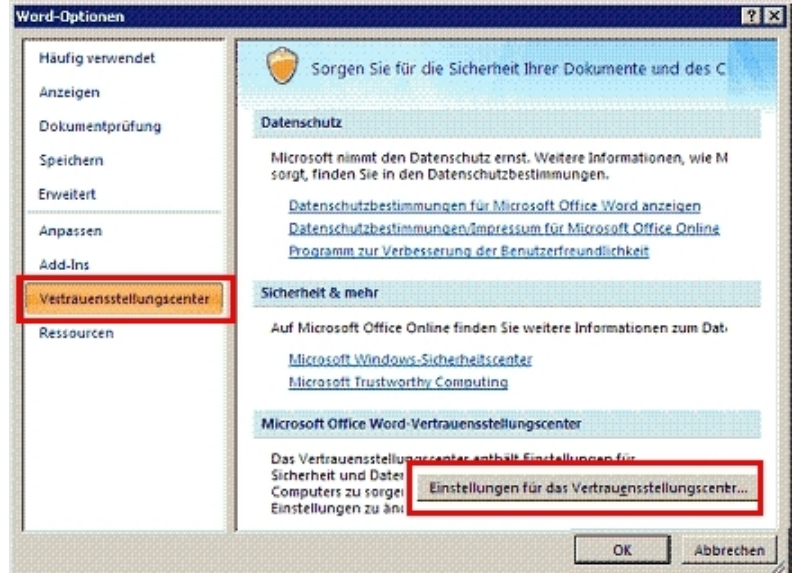 Word-Optionen
Häufig verwendet
Anzeigen
Dokumentprüfung
Speichern
Erweitert
Anpassen
Add-Ins
Vertrauensstellungscenter
Ressourcen
Sorgen Sie für die Sicherheit Ihrer Dokumente und des C
Datenschutz
Microsoft nimmt den Datenschutz ernst. Weitere Informationen, wie M
sorgt, finden Sie in den Datenschutzbestimmungen.
Datenschutzbestimmungen für Microsoft Office Word anzeigen
Datenschutzbestimmungen/Impressum für Microsoft Office Online
Programm zur Verbesserung der Benutzerfreundlichkeit
Sicherheit & mehr
Auf Microsoft Office Online finden Sie weitere Informationen zum Dat
Microsoft Windows-Sicherheitscenter
Microsoft Trustworthy Computing
Microsoft Office Word-Vertrauensstellungscenter
Das Vertrauensstellungscenter enthält Einstellungen für
Sicherheit und Daten
Computers zu sorge
Einstellungen zu än
Einstellungen für das Vertrauensstellungscentr...
OK
Abbrechen